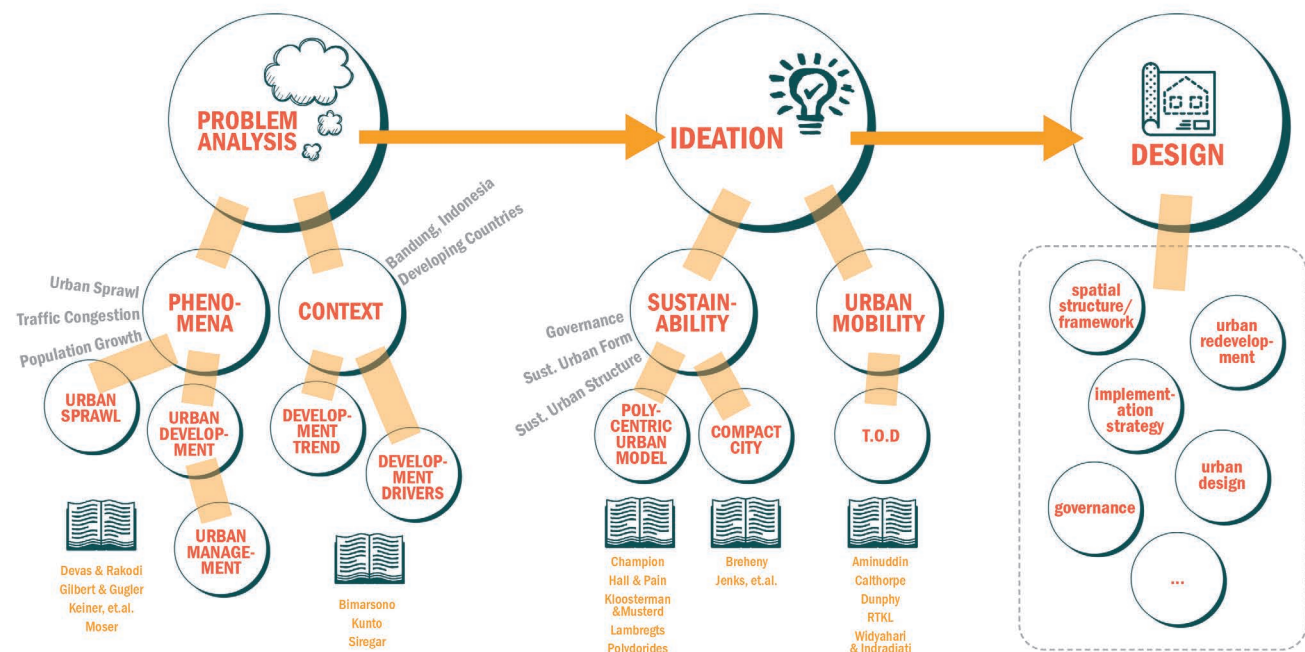 PROBLEM
ANALYSIS
IDEATION
DESIGN
Bandung, Indonesia
Developing Countries
Urban Sprawl
Traffic Congestion
Population Growth
PHENO-
MENA
CONTEXT
URBAN
SPRAWL
URBAN
DEVELOP-
MENT
DEVELOP-
MENT
TREND
DEVELOP-
MENT
DRIVERS
URBAN
MANAGE-
MENT
Devas & Rakodi
Gilbert & Gugler
Keiner, et.al.
Moser
Bimarsono
Kunto
Siregar
Governance
Sust. Urban Form
Sust. Urban Structure
SUSTAIN-
ABILITY
URBAN
MOBILITY
POLY-
CENTRIC
URBAN
MODEL
COMPACT
CITY
T.O.D
Champion
Hall & Pain
Kloosterman
&Musterd
Lambregts
Polydorides
Breheny
Jenks, et.al.
Aminuddin
Calthorpe
Dunphy
RTKL
Widyahari
& Indradjati
spatial
structure/
framework
urban
redevelop-
ment
implement-
ation
strategy
urban
design
governance
...